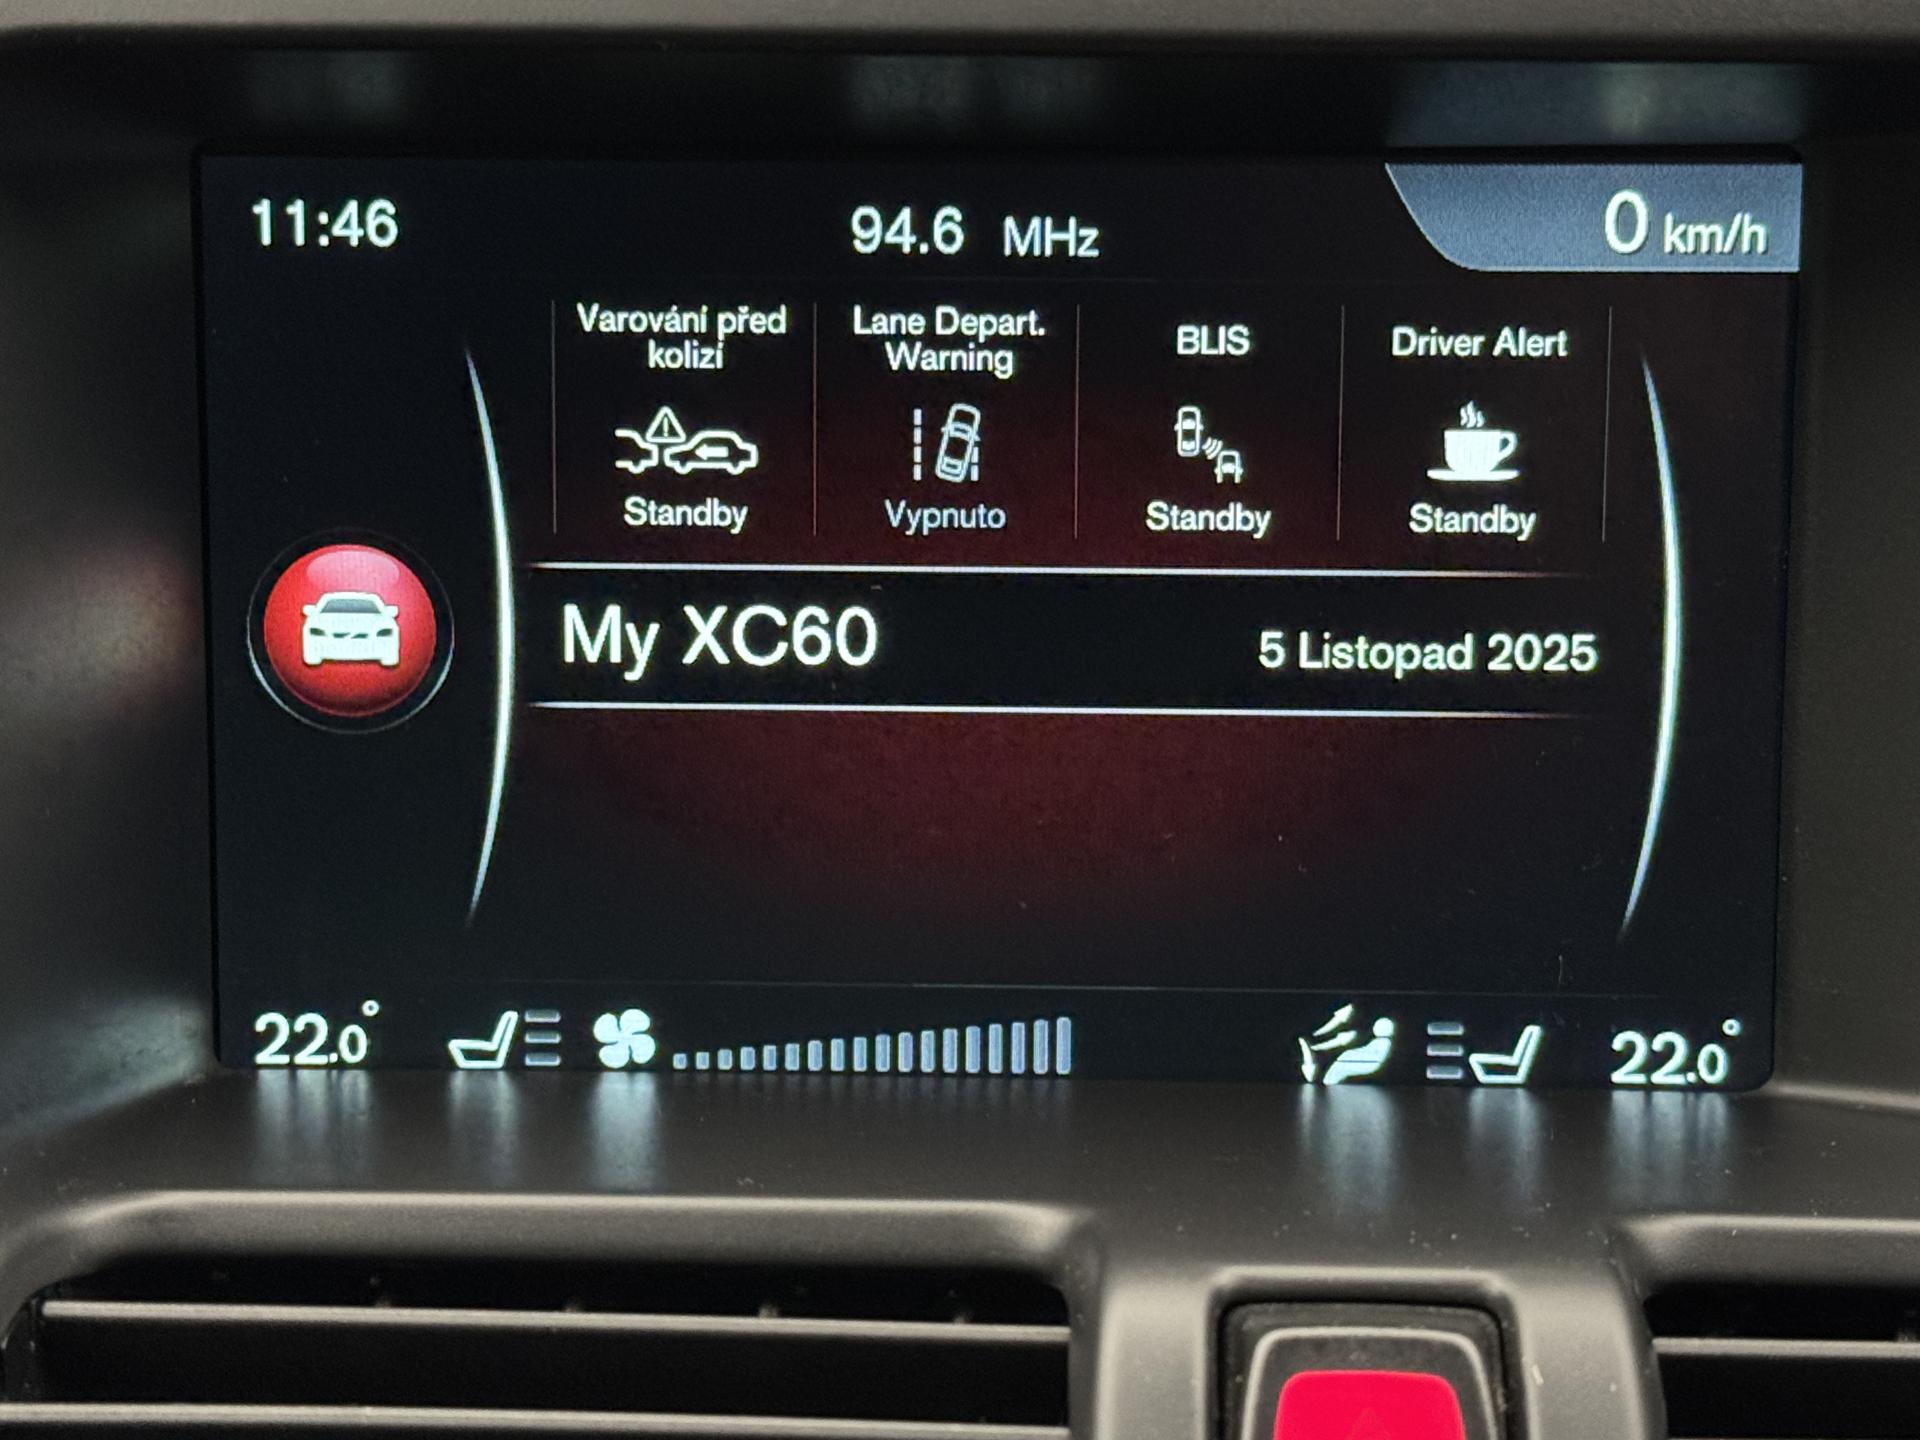 11:46
94.6 MHz
0 km/h
Varování před
kolizí
Lane Depart.
Warning
BLIS
Driver Alert
Standby
Vypnuto
Standby
Standby
My XC60
5 Listopad 2025
22.0°
22.0°